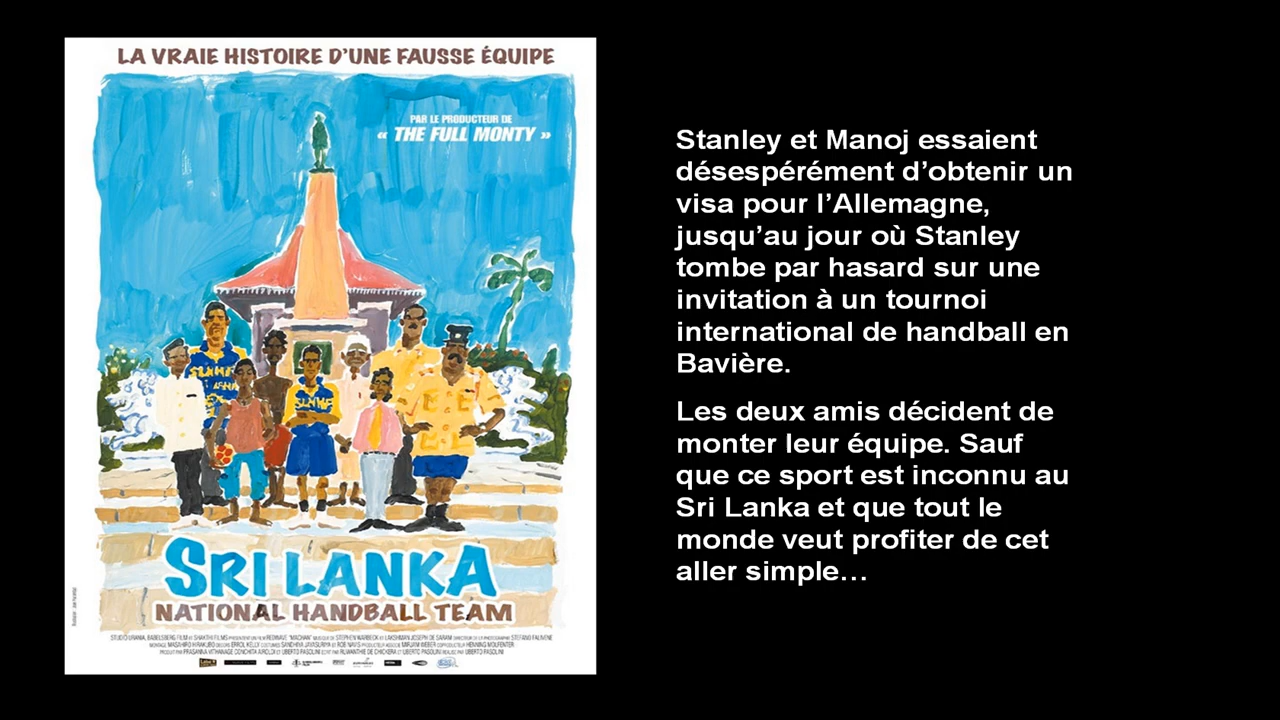 LA VRAIE HISTOIRE D'UNE FAUSSE ÉQUIPE
PAR LE PRODUCTEUR DE
« THE FULL MONTY »
SLNHF
SRI LANKA
NATIONAL HANDBALL TEAM
Stanley et Manoj essaient
désespérément d’obtenir un
visa pour l’Allemagne,
jusqu’au jour où Stanley
tombe par hasard sur une
invitation à un tournoi
international de handball en
Bavière.
Les deux amis décident de
monter leur équipe. Sauf
que ce sport est inconnu au
Sri Lanka et que tout le
monde veut profiter de cet
aller simple…